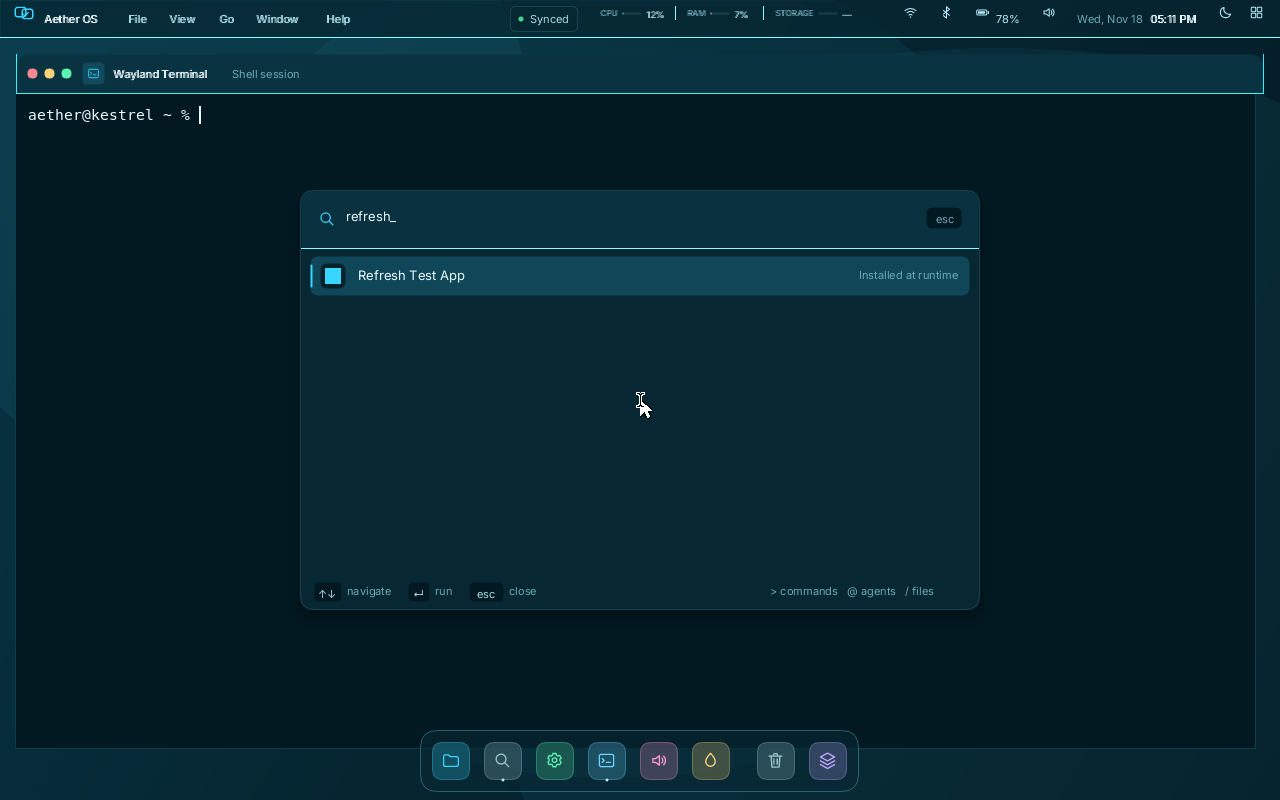 Aether OS File View Go Window Help Synced CPU 12% RAM 7% STORAGE — 78% Wed, Nov 18 05:11 PM
Wayland Terminal Shell session
aether@kestrel ~ %
refresh_ esc
Refresh Test App Installed at runtime
↑↓ navigate ↵ run esc close > commands @ agents / files